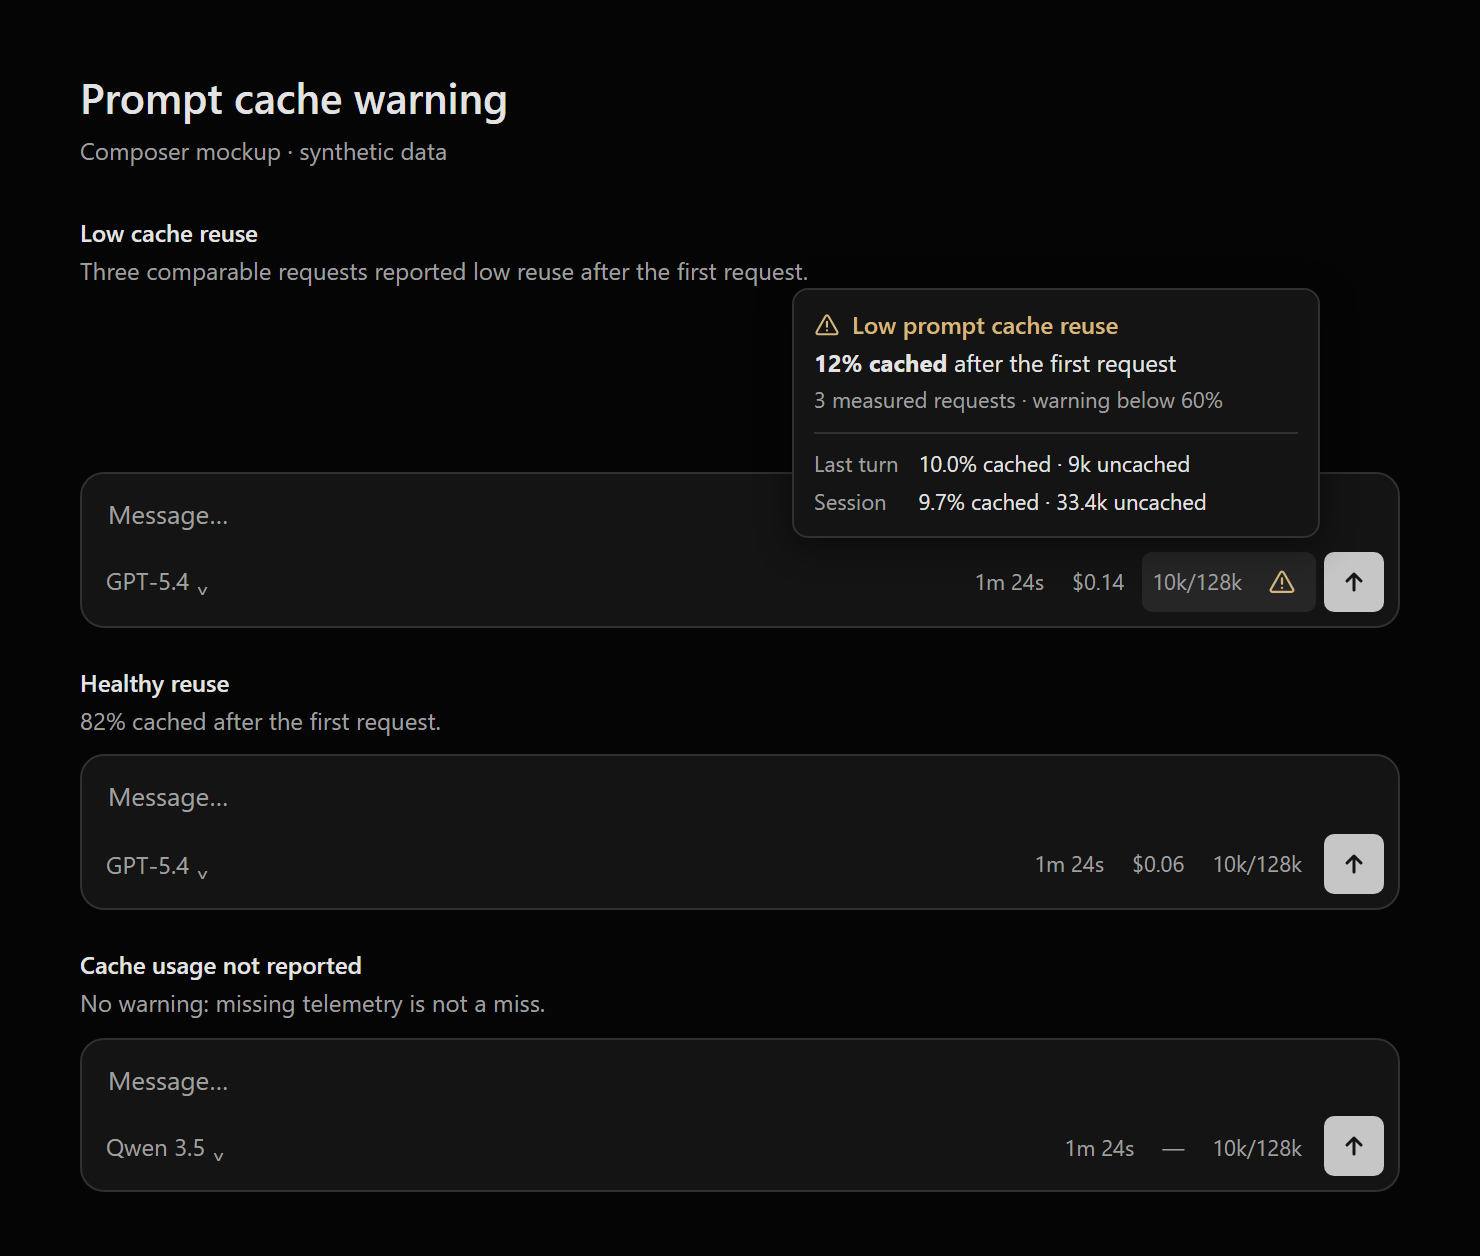 Prompt cache warning
Composer mockup · synthetic data
Low cache reuse
Three comparable requests reported low reuse after the first request.
Low prompt cache reuse
12% cached after the first request
3 measured requests · warning below 60%
Last turn 10.0% cached · 9k uncached
Session 9.7% cached · 33.4k uncached
Message...
GPT-5.4 1m 24s $0.14 10k/128k
Healthy reuse
82% cached after the first request.
Message...
GPT-5.4 1m 24s $0.06 10k/128k
Cache usage not reported
No warning: missing telemetry is not a miss.
Message...
Qwen 3.5 1m 24s — 10k/128k